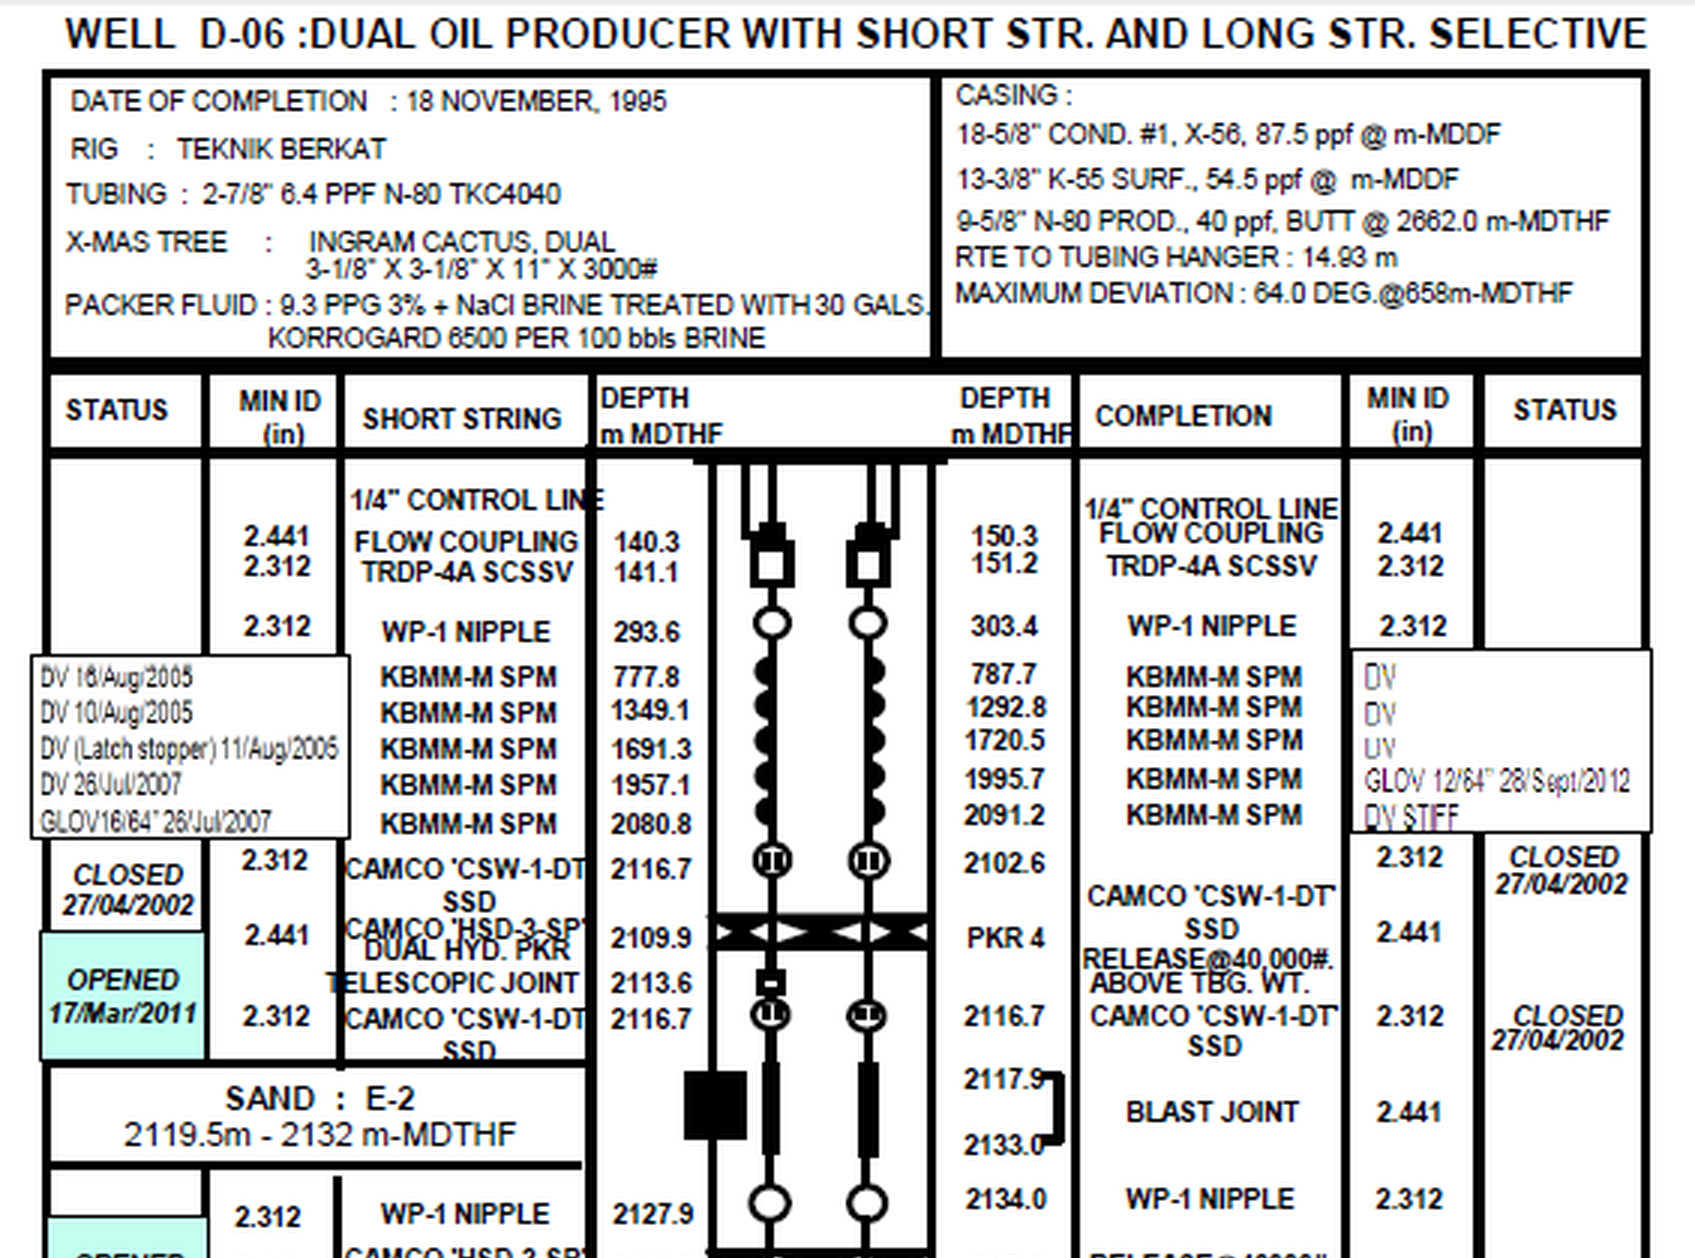 WELL D-06 :DUAL OIL PRODUCER WITH SHORT STR. AND LONG STR. SELECTIVE
DATE OF COMPLETION : 18 NOVEMBER, 1995
RIG : TEKNIK BERKAT
TUBING : 2-7/8" 6.4 PPF N-80 TKC4040
X-MAS TREE : INGRAM CACTUS, DUAL
3-1/8" X 3-1/8" X 11" X 3000#
PACKER FLUID : 9.3 PPG 3% + NaCl BRINE TREATED WITH 30 GALS.
KORROGARD 6500 PER 100 bbls BRINE
CASING :
18-5/8" COND. #1, X-56, 87.5 ppf @ m-MDDF
13-3/8" K-55 SURF., 54.5 ppf @ m-MDDF
9-5/8" N-80 PROD., 40 ppf, BUTT @ 2662.0 m-MDTHF
RTE TO TUBING HANGER : 14.93 m
MAXIMUM DEVIATION : 64.0 DEG.@658m-MDTHF
STATUS MIN ID (in) SHORT STRING DEPTH m MDTHF DEPTH m MDTHF COMPLETION MIN ID (in) STATUS
1/4" CONTROL LINE 1/4" CONTROL LINE
2.441 FLOW COUPLING 140.3 150.3 FLOW COUPLING 2.441
2.312 TRDP-4A SCSSV 141.1 151.2 TRDP-4A SCSSV 2.312
2.312 WP-1 NIPPLE 293.6 303.4 WP-1 NIPPLE 2.312
DV 16/Aug/2005 KBMM-M SPM 777.8 787.7 KBMM-M SPM DV
DV 10/Aug/2005 KBMM-M SPM 1349.1 1292.8 KBMM-M SPM DV
DV (Latch stopper) 11/Aug/2005 KBMM-M SPM 1691.3 1720.5 KBMM-M SPM DV
DV 26/Jul/2007 KBMM-M SPM 1957.1 1995.7 KBMM-M SPM GLOV 12/64" 28/Sept/2012
GLOV16/64" 26/Jul/2007 KBMM-M SPM 2080.8 2091.2 KBMM-M SPM DV STIFF
CLOSED 2.312 CAMCO 'CSW-1-DT 2116.7 2102.6 2.312 CLOSED
27/04/2002 SSD CAMCO 'CSW-1-DT' 27/04/2002
SSD
2.441 CAMCO 'HSD-3-SP' 2109.9 PKR 4 2.441
DUAL HYD. PKR RELEASE@40,000#.
OPENED TELESCOPIC JOINT 2113.6 ABOVE TBG. WT.
17/Mar/2011 2.312 CAMCO 'CSW-1-DT 2116.7 2116.7 CAMCO 'CSW-1-DT' 2.312 CLOSED
SSD SSD 27/04/2002
SAND : E-2 2117.9
2119.5m - 2132 m-MDTHF BLAST JOINT 2.441
2133.0
2.312 WP-1 NIPPLE 2127.9 2134.0 WP-1 NIPPLE 2.312
OPENED